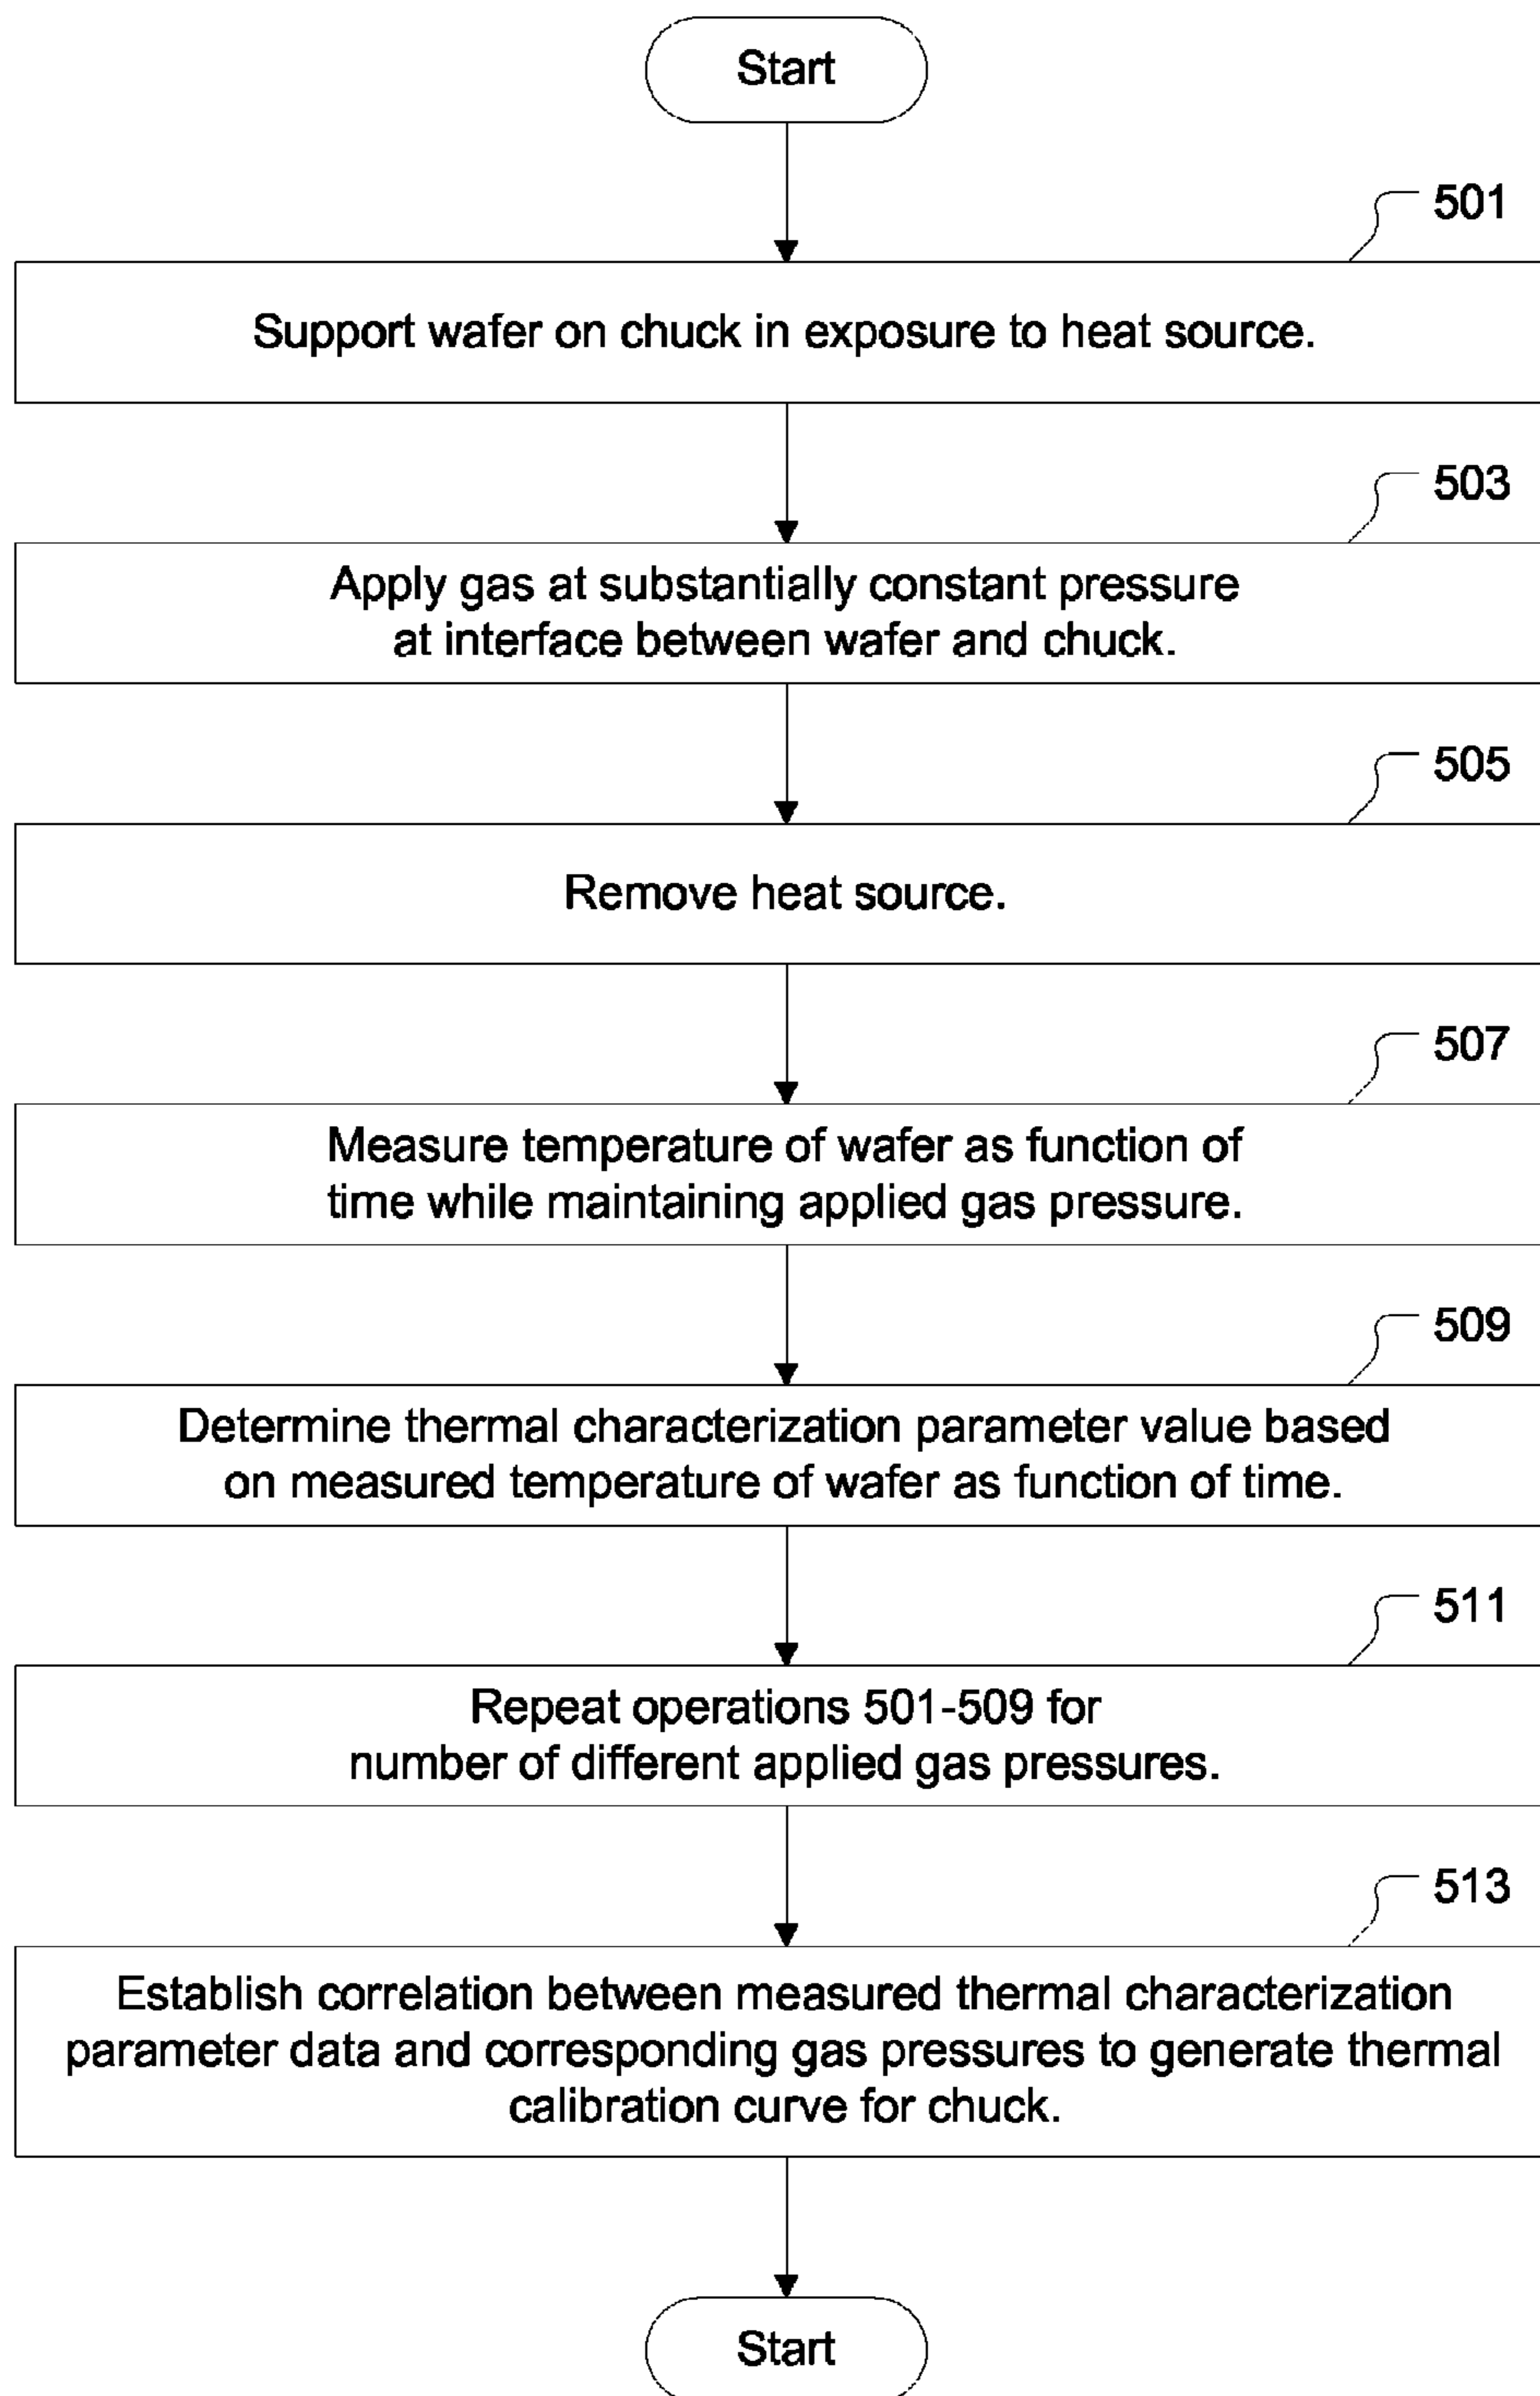 Start
501
Support wafer on chuck in exposure to heat source.
503
Apply gas at substantially constant pressure
at interface between wafer and chuck.
505
Remove heat source.
507
Measure temperature of wafer as function of
time while maintaining applied gas pressure.
509
Determine thermal characterization parameter value based
on measured temperature of wafer as function of time.
511
Repeat operations 501-509 for
number of different applied gas pressures.
513
Establish correlation between measured thermal characterization
parameter data and corresponding gas pressures to generate thermal
calibration curve for chuck.
Start